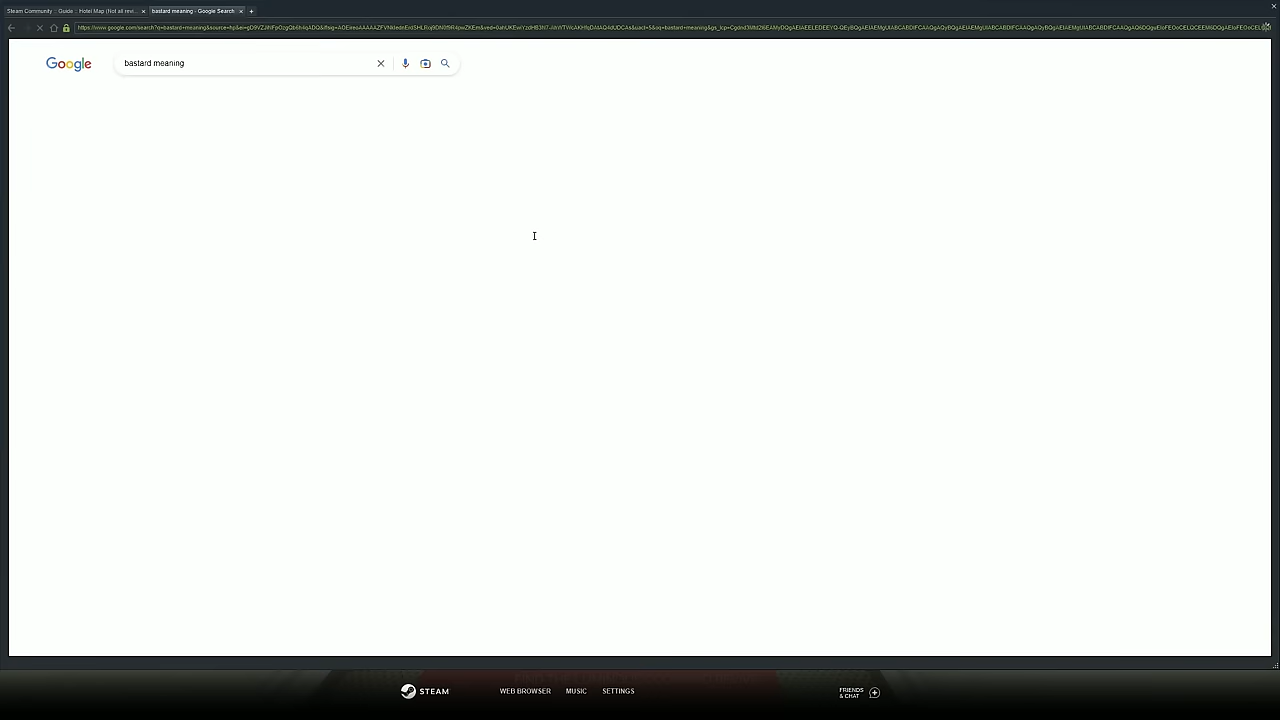 Steam Community :: Guide :: Hotel Map (Not all revi...
bastard meaning - Google Search
Google
bastard meaning
STEAM
WEB BROWSER
MUSIC
SETTINGS
FRIENDS
& CHAT